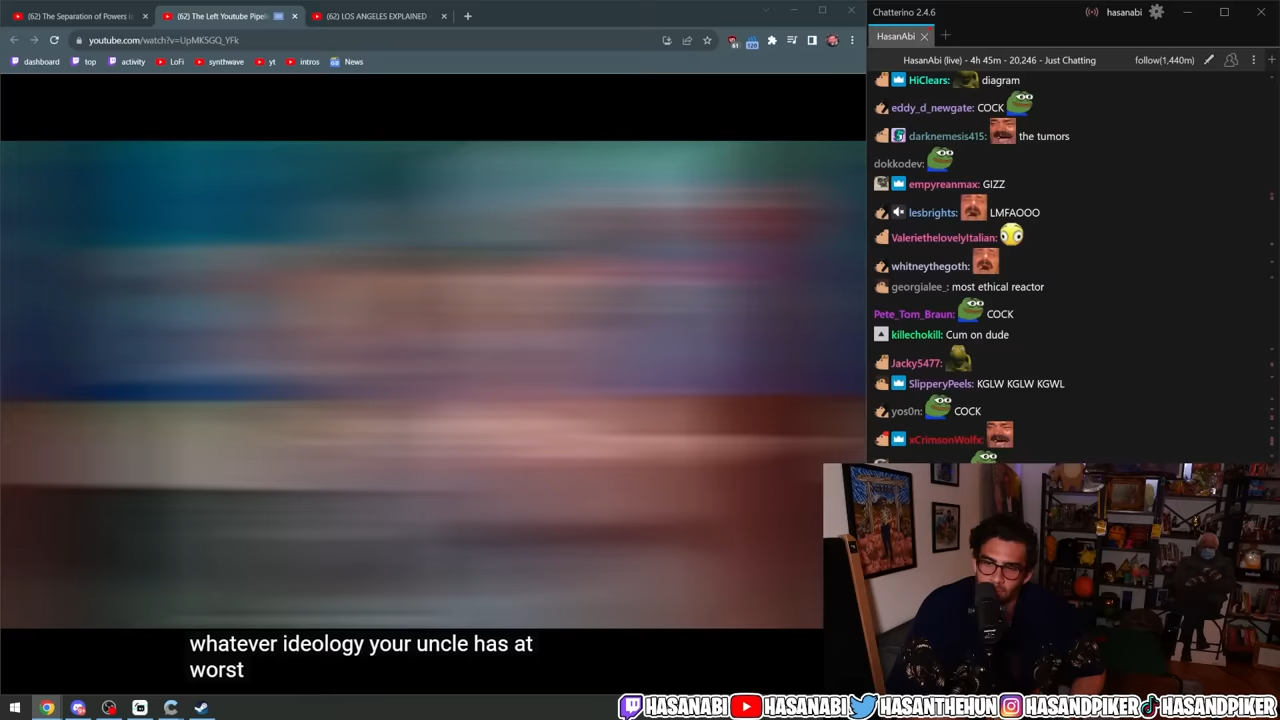 (62) The Separation of Powers i
(62) The Left Youtube Pipeli
(62) LOS ANGELES EXPLAINED
Chatterino 2.4.6
hasanabi
youtube.com/watch?v=UpMK5GQ_YFk
61
120
HasanAbi
dashboard
top
activity
LoFi
synthwave
yt
intros
News
HasanAbi (live) - 4h 45m - 20,246 - Just Chatting
follow(1,440m)
HiClears: diagram
eddy_d_newgate: COCK
darknemesis415: the tumors
dokkodev:
empyreanmax: GIZZ
lesbrights: LMFAOOO
ValeriethelovelyItalian:
whitneythegoth:
georgialee_: most ethical reactor
Pete_Tom_Braun: COCK
killechokill: Cum on dude
Jacky5477:
SlipperyPeels: KGLW KGLW KGWL
yos0n: COCK
xCrimsonWolfx:
whatever ideology your uncle has at
worst
HASANABI HASANABI HASANTHEHUN HASANDPIKER HASANDPIKER